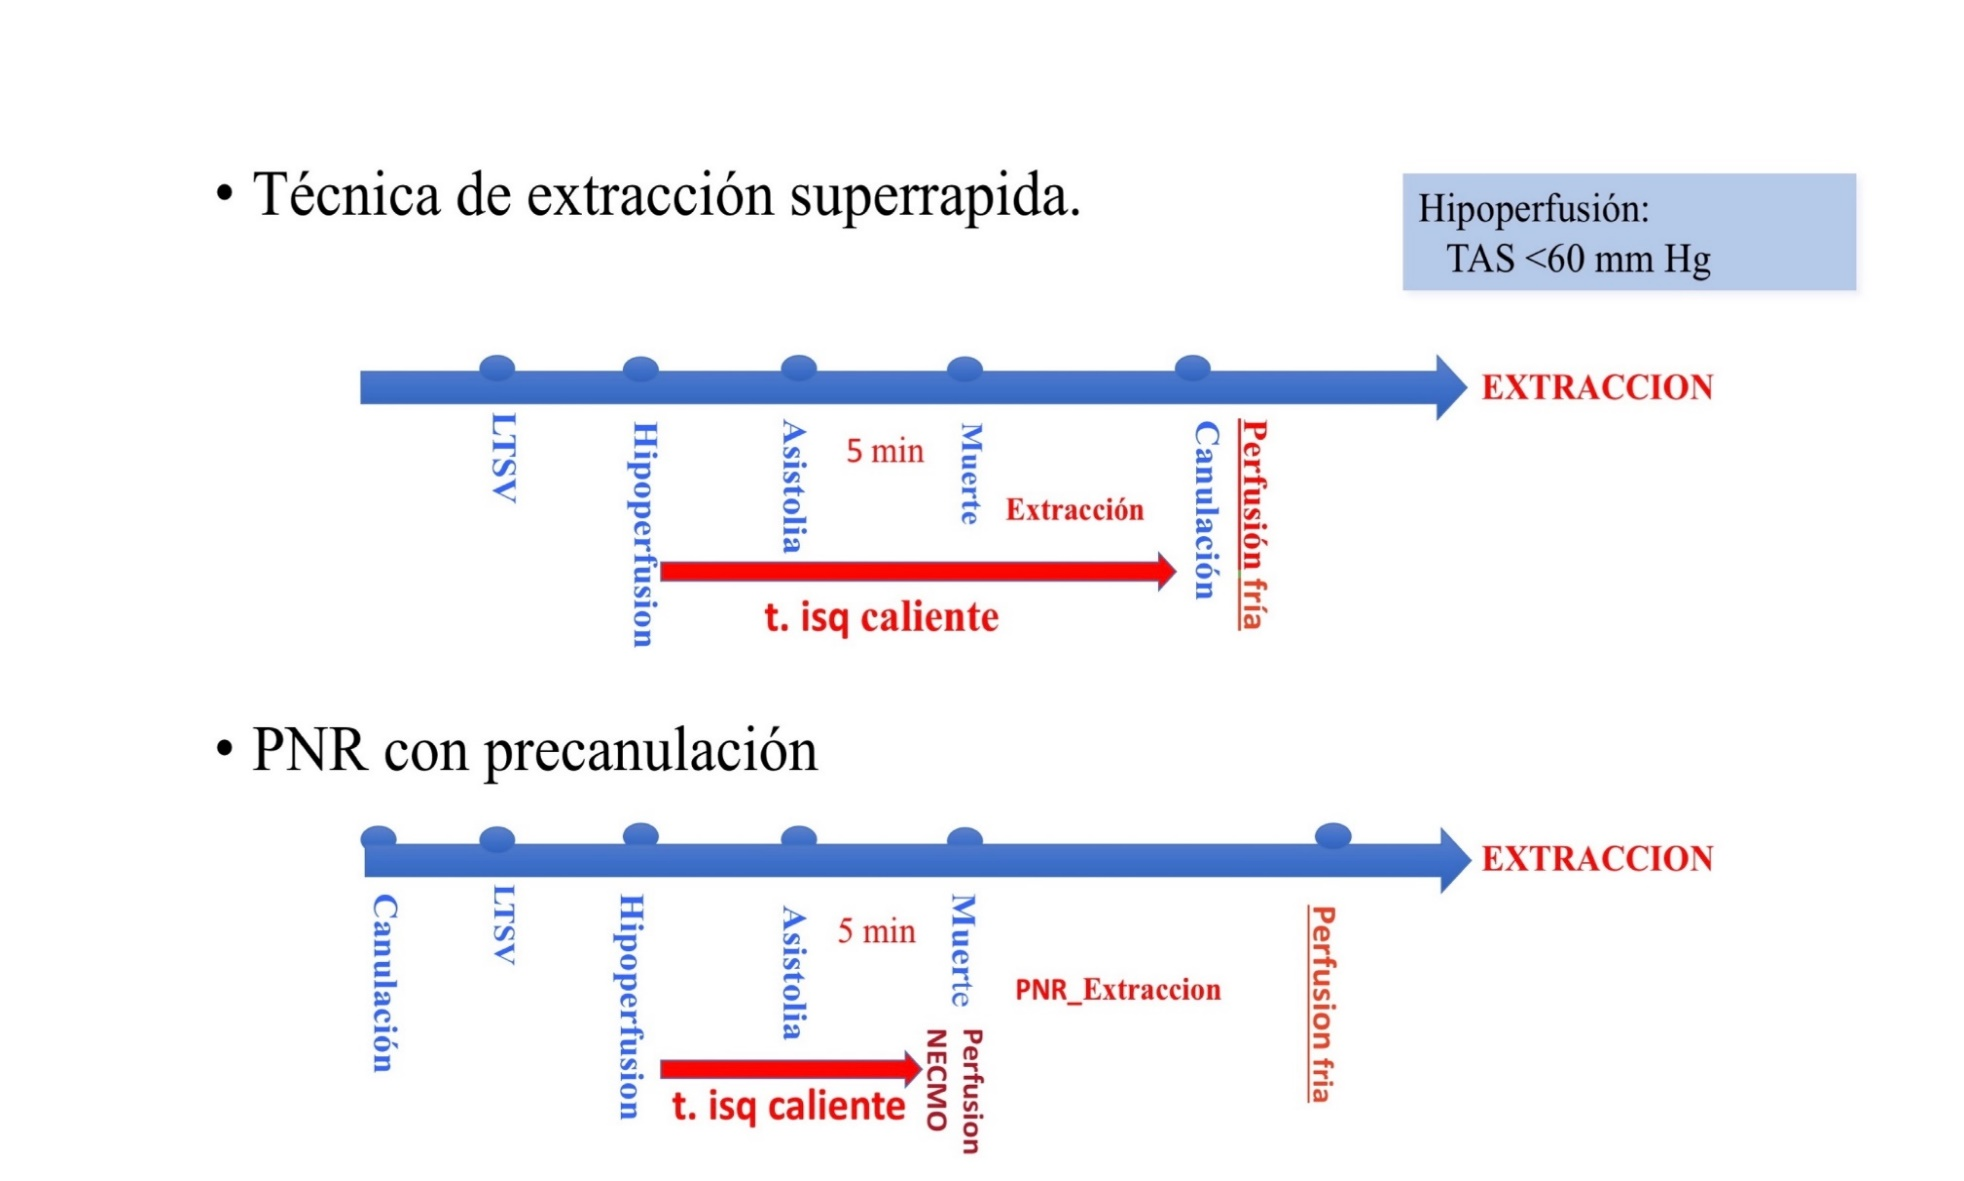 • Técnica de extracción superrapida.
Hipoperfusión:
TAS <60 mm Hg
EXTRACCION
LTSV
Hipoperfusion
Asistolia
5 min
Muerte
Extracción
Canulación
Perfusión fría
t. isq caliente
• PNR con precanulación
EXTRACCION
Canulación
LTSV
Hipoperfusion
Asistolia
5 min
Muerte
PNR_Extraccion
Perfusion
NECMO
Perfusion fria
t. isq caliente